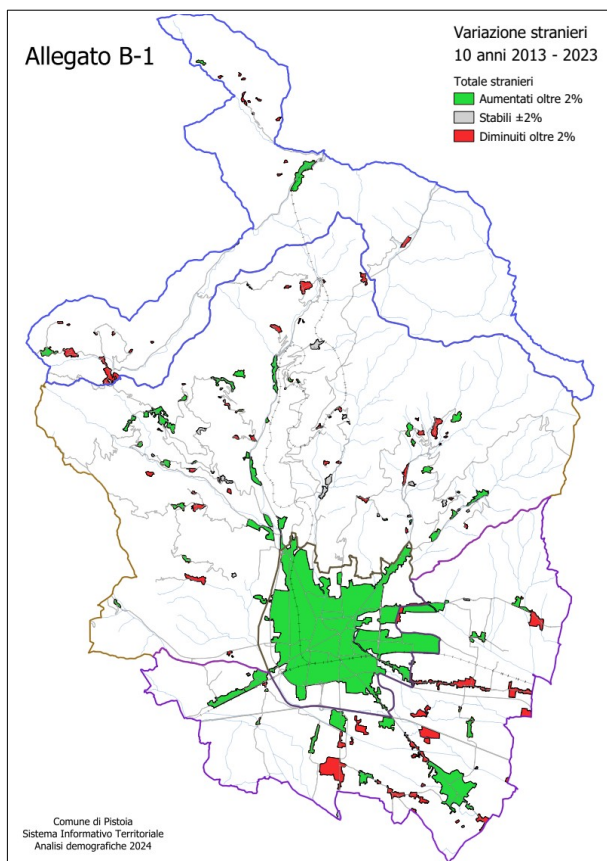 Allegato B-1
Variazione stranieri
10 anni 2013 - 2023
Totale stranieri
Aumentati oltre 2%
Stabili ±2%
Diminuiti oltre 2%
Comune di Pistoia
Sistema Informativo Territoriale
Analisi demografiche 2024